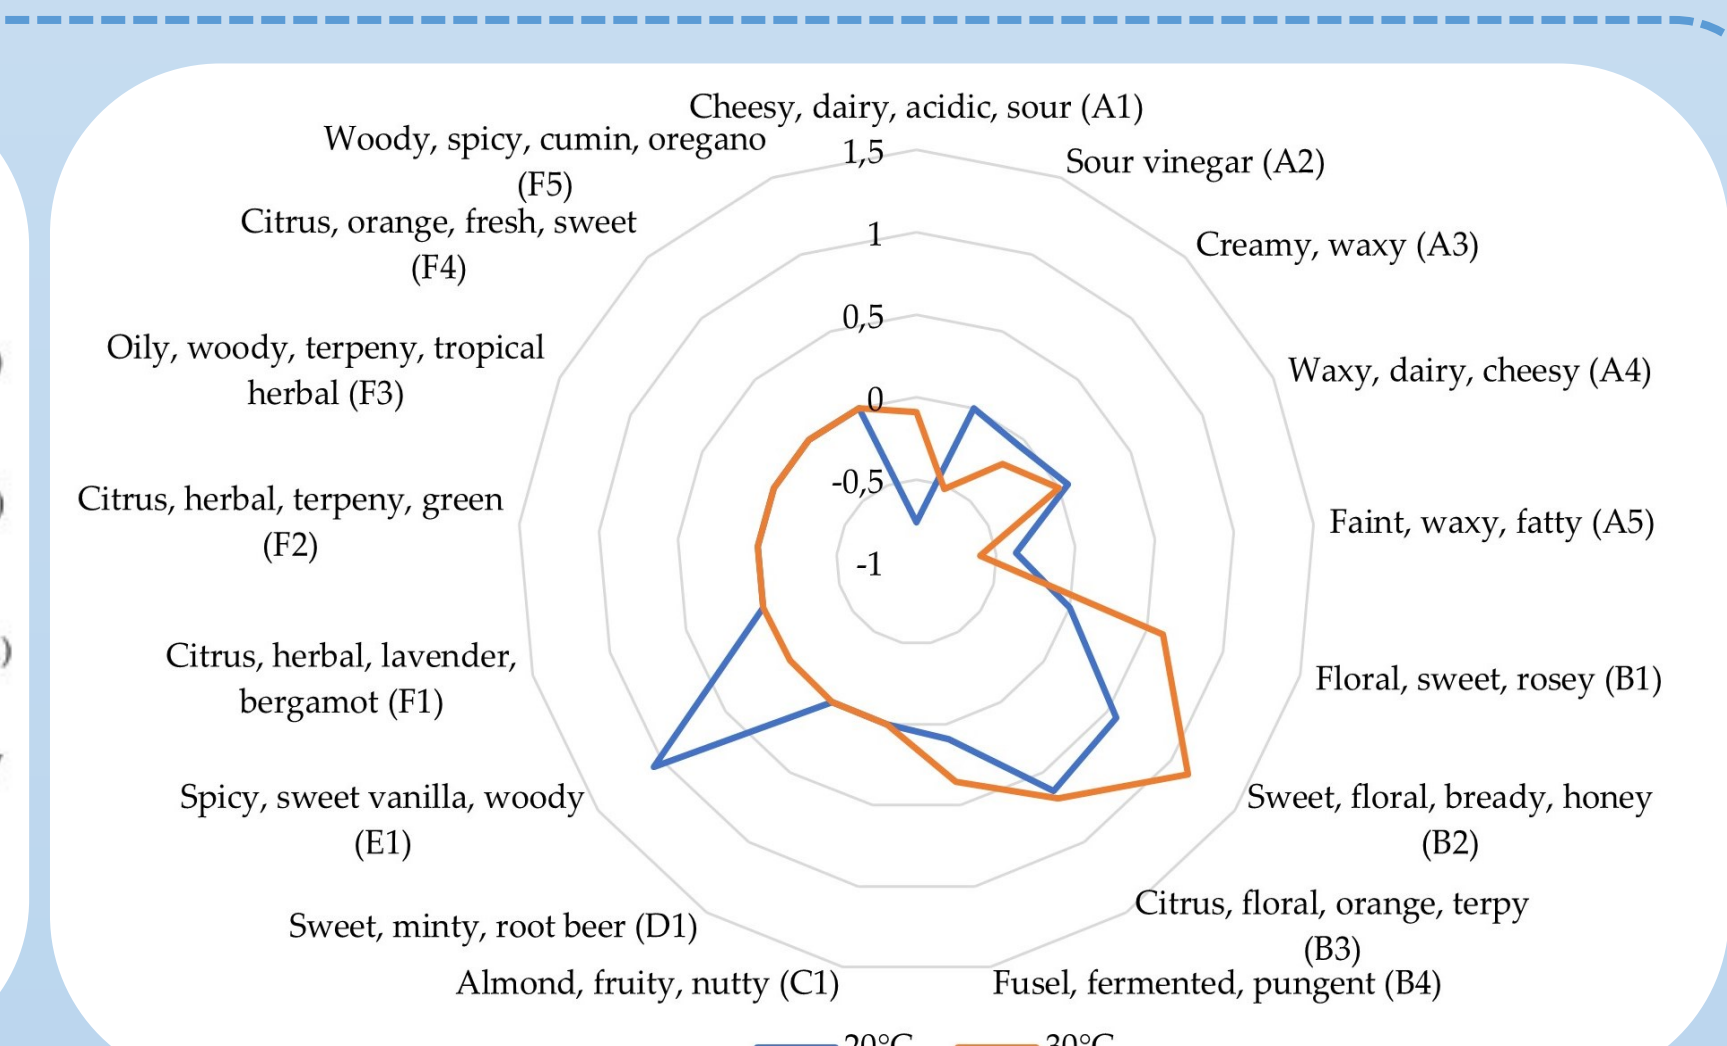 Cheesy, dairy, acidic, sour (A1)
Woody, spicy, cumin, oregano
(F5)
1,5
Sour vinegar (A2)
Citrus, orange, fresh, sweet
(F4)
1
Creamy, waxy (A3)
0,5
Oily, woody, terpeny, tropical
herbal (F3)
Waxy, dairy, cheesy (A4)
0
-0,5
Citrus, herbal, terpeny, green
(F2)
Faint, waxy, fatty (A5)
-1
Citrus, herbal, lavender,
bergamot (F1)
Floral, sweet, rosey (B1)
Spicy, sweet vanilla, woody
(E1)
Sweet, floral, bready, honey
(B2)
Citrus, floral, orange, terpy
(B3)
Sweet, minty, root beer (D1)
Almond, fruity, nutty (C1)
Fusel, fermented, pungent (B4)
20°C 30°C